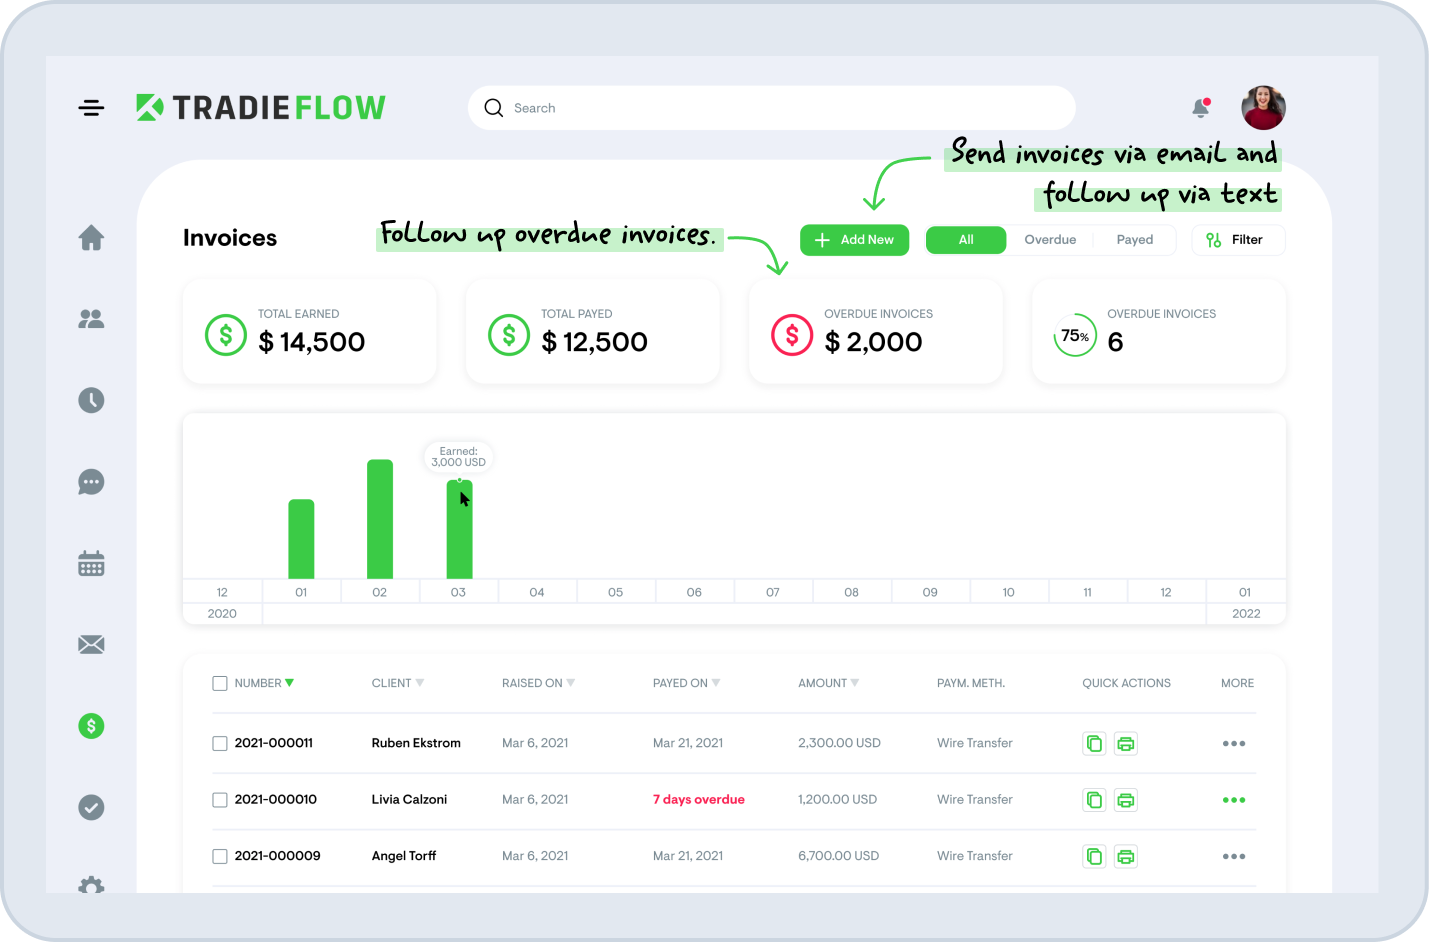 TRADIEFLOW
Search
Send invoices via email and
follow up via text
Invoices
Follow up overdue invoices.
Add New
All
Overdue
Payed
Filter
TOTAL EARNED
$ 14,500
TOTAL PAYED
$ 12,500
OVERDUE INVOICES
$ 2,000
75%
OVERDUE INVOICES
6
Earned:
3,000 USD
12 01 02 03 04 05 06 07 08 09 10 11 12 01
2020 2022
NUMBER CLIENT RAISED ON PAYED ON AMOUNT PAYM. METH. QUICK ACTIONS MORE
2021-000011 Ruben Ekstrom Mar 6, 2021 Mar 21, 2021 2,300.00 USD Wire Transfer
2021-000010 Livia Calzoni Mar 6, 2021 7 days overdue 1,200.00 USD Wire Transfer
2021-000009 Angel Torff Mar 6, 2021 Mar 21, 2021 6,700.00 USD Wire Transfer